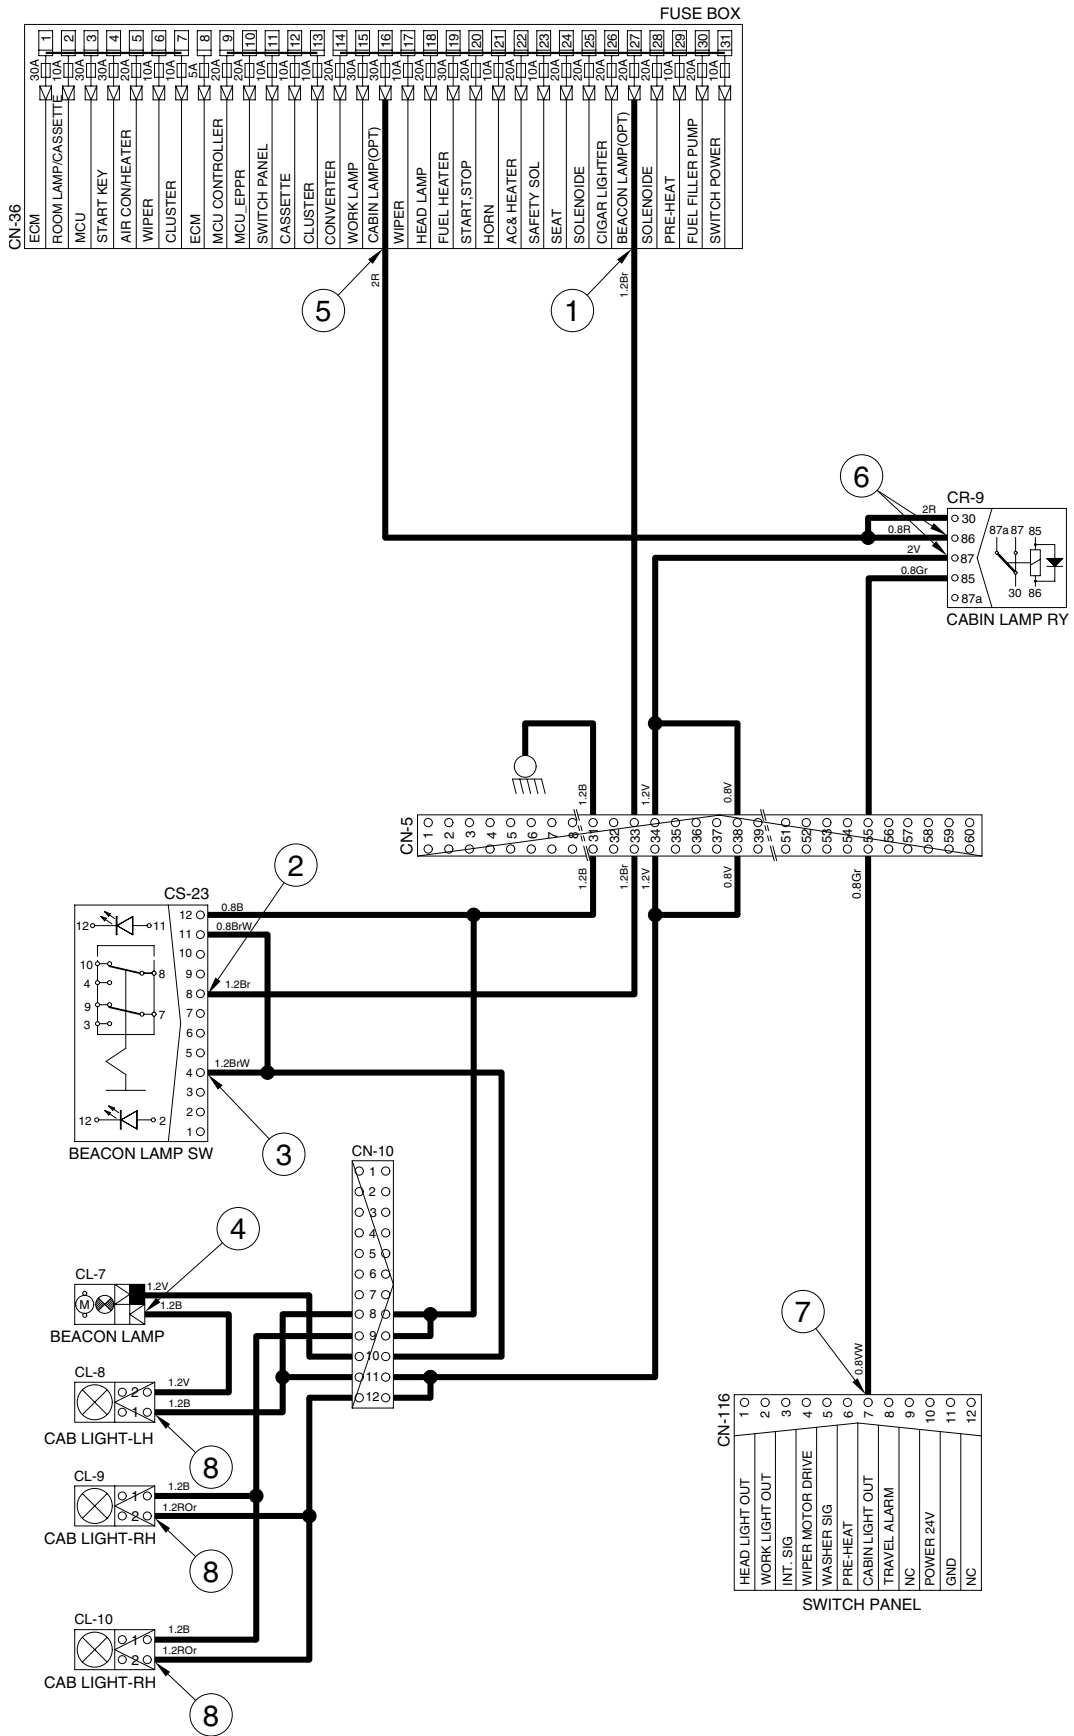 FUSE BOX
1 2 3 4 5 6 7 8 9 10 11 12 13 14 15 16 17 18 19 20 21 22 23 24 25 26 27 28 29 30 31
30A 10A 30A 30A 20A 10A 10A 5A 20A 20A 10A 10A 10A 20A 30A 30A 10A 20A 30A 20A 10A 20A 10A 20A 10A 20A 10A 20A 10A 20A 10A
CN-36
ECM
ROOM LAMP/CASSETTE
MCU
START KEY
AIR CON/HEATER
WIPER
CLUSTER
ECM
MCU CONTROLLER
MCU_EPPR
SWITCH PANEL
CASSETTE
CLUSTER
CONVERTER
WORK LAMP
CABIN LAMP(OPT)
WIPER
HEAD LAMP
FUEL HEATER
START,STOP
HORN
AC& HEATER
SAFETY SOL
SEAT
SOLENOIDE
CIGAR LIGHTER
BEACON LAMP(OPT)
SOLENOIDE
PRE-HEAT
FUEL FILLER PUMP
SWITCH POWER
5
2R
1
1.2Br
6
CR-9
2R
30
0.8R
86
2V
87
0.8Gr
85
87a
87a 87 85
30 86
CABIN LAMP RY
1.2B
1.2V
0.8V
CN-5
1 2 3 4 5 6 7 8 31 32 33 34 35 36 37 38 39 51 52 53 54 55 56 57 58 59 60
1.2B
1.2Br
1.2V
0.8V
0.8Gr
2
CS-23
12 11
10
4
9
3
8
7
12 2
12
11
10
9
8
7
6
5
4
3
2
1
0.8B
0.8BrW
1.2Br
1.2BrW
BEACON LAMP SW
3
CN-10
1
2
3
4
5
6
7
8
9
10
11
12
4
CL-7
M
1.2V
1.2B
BEACON LAMP
CL-8
2
1
1.2V
1.2B
CAB LIGHT-LH
8
CL-9
1
2
1.2B
1.2ROr
CAB LIGHT-RH
8
CL-10
1
2
1.2B
1.2ROr
CAB LIGHT-RH
8
7
0.8VW
CN-116
1 2 3 4 5 6 7 8 9 10 11 12
HEAD LIGHT OUT
WORK LIGHT OUT
INT. SIG
WIPER MOTOR DRIVE
WASHER SIG
PRE-HEAT
CABIN LIGHT OUT
TRAVEL ALARM
NC
POWER 24V
GND
NC
SWITCH PANEL